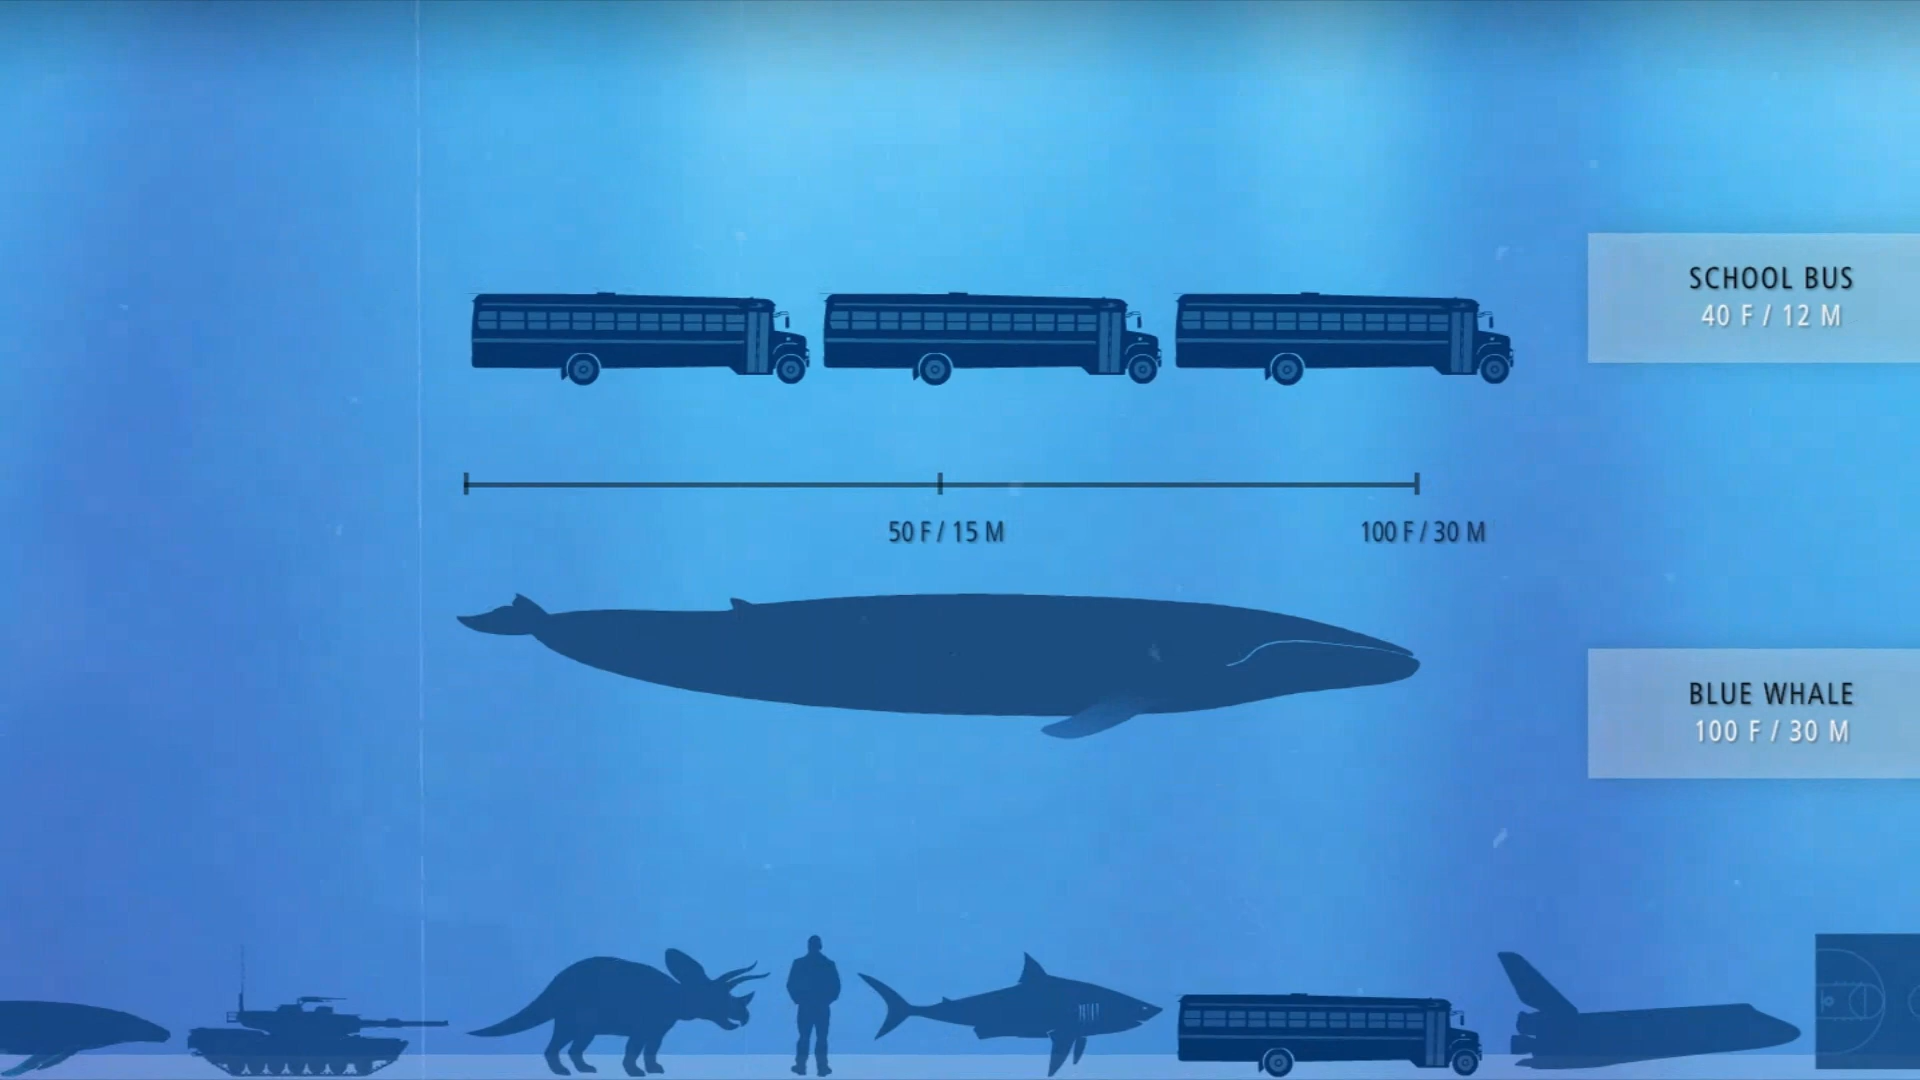 SCHOOL BUS
40 F / 12 M
50 F / 15 M
100 F / 30 M
BLUE WHALE
100 F / 30 M